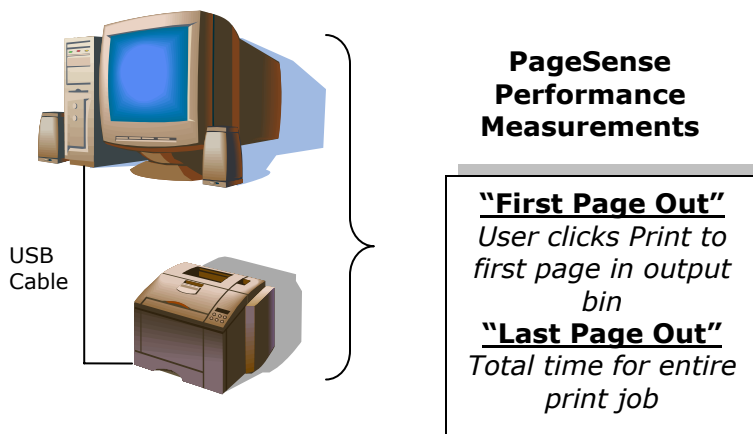 PageSense
Performance
Measurements
“First Page Out”
User clicks Print to
first page in output
bin
“Last Page Out”
Total time for entire
print job
USB
Cable